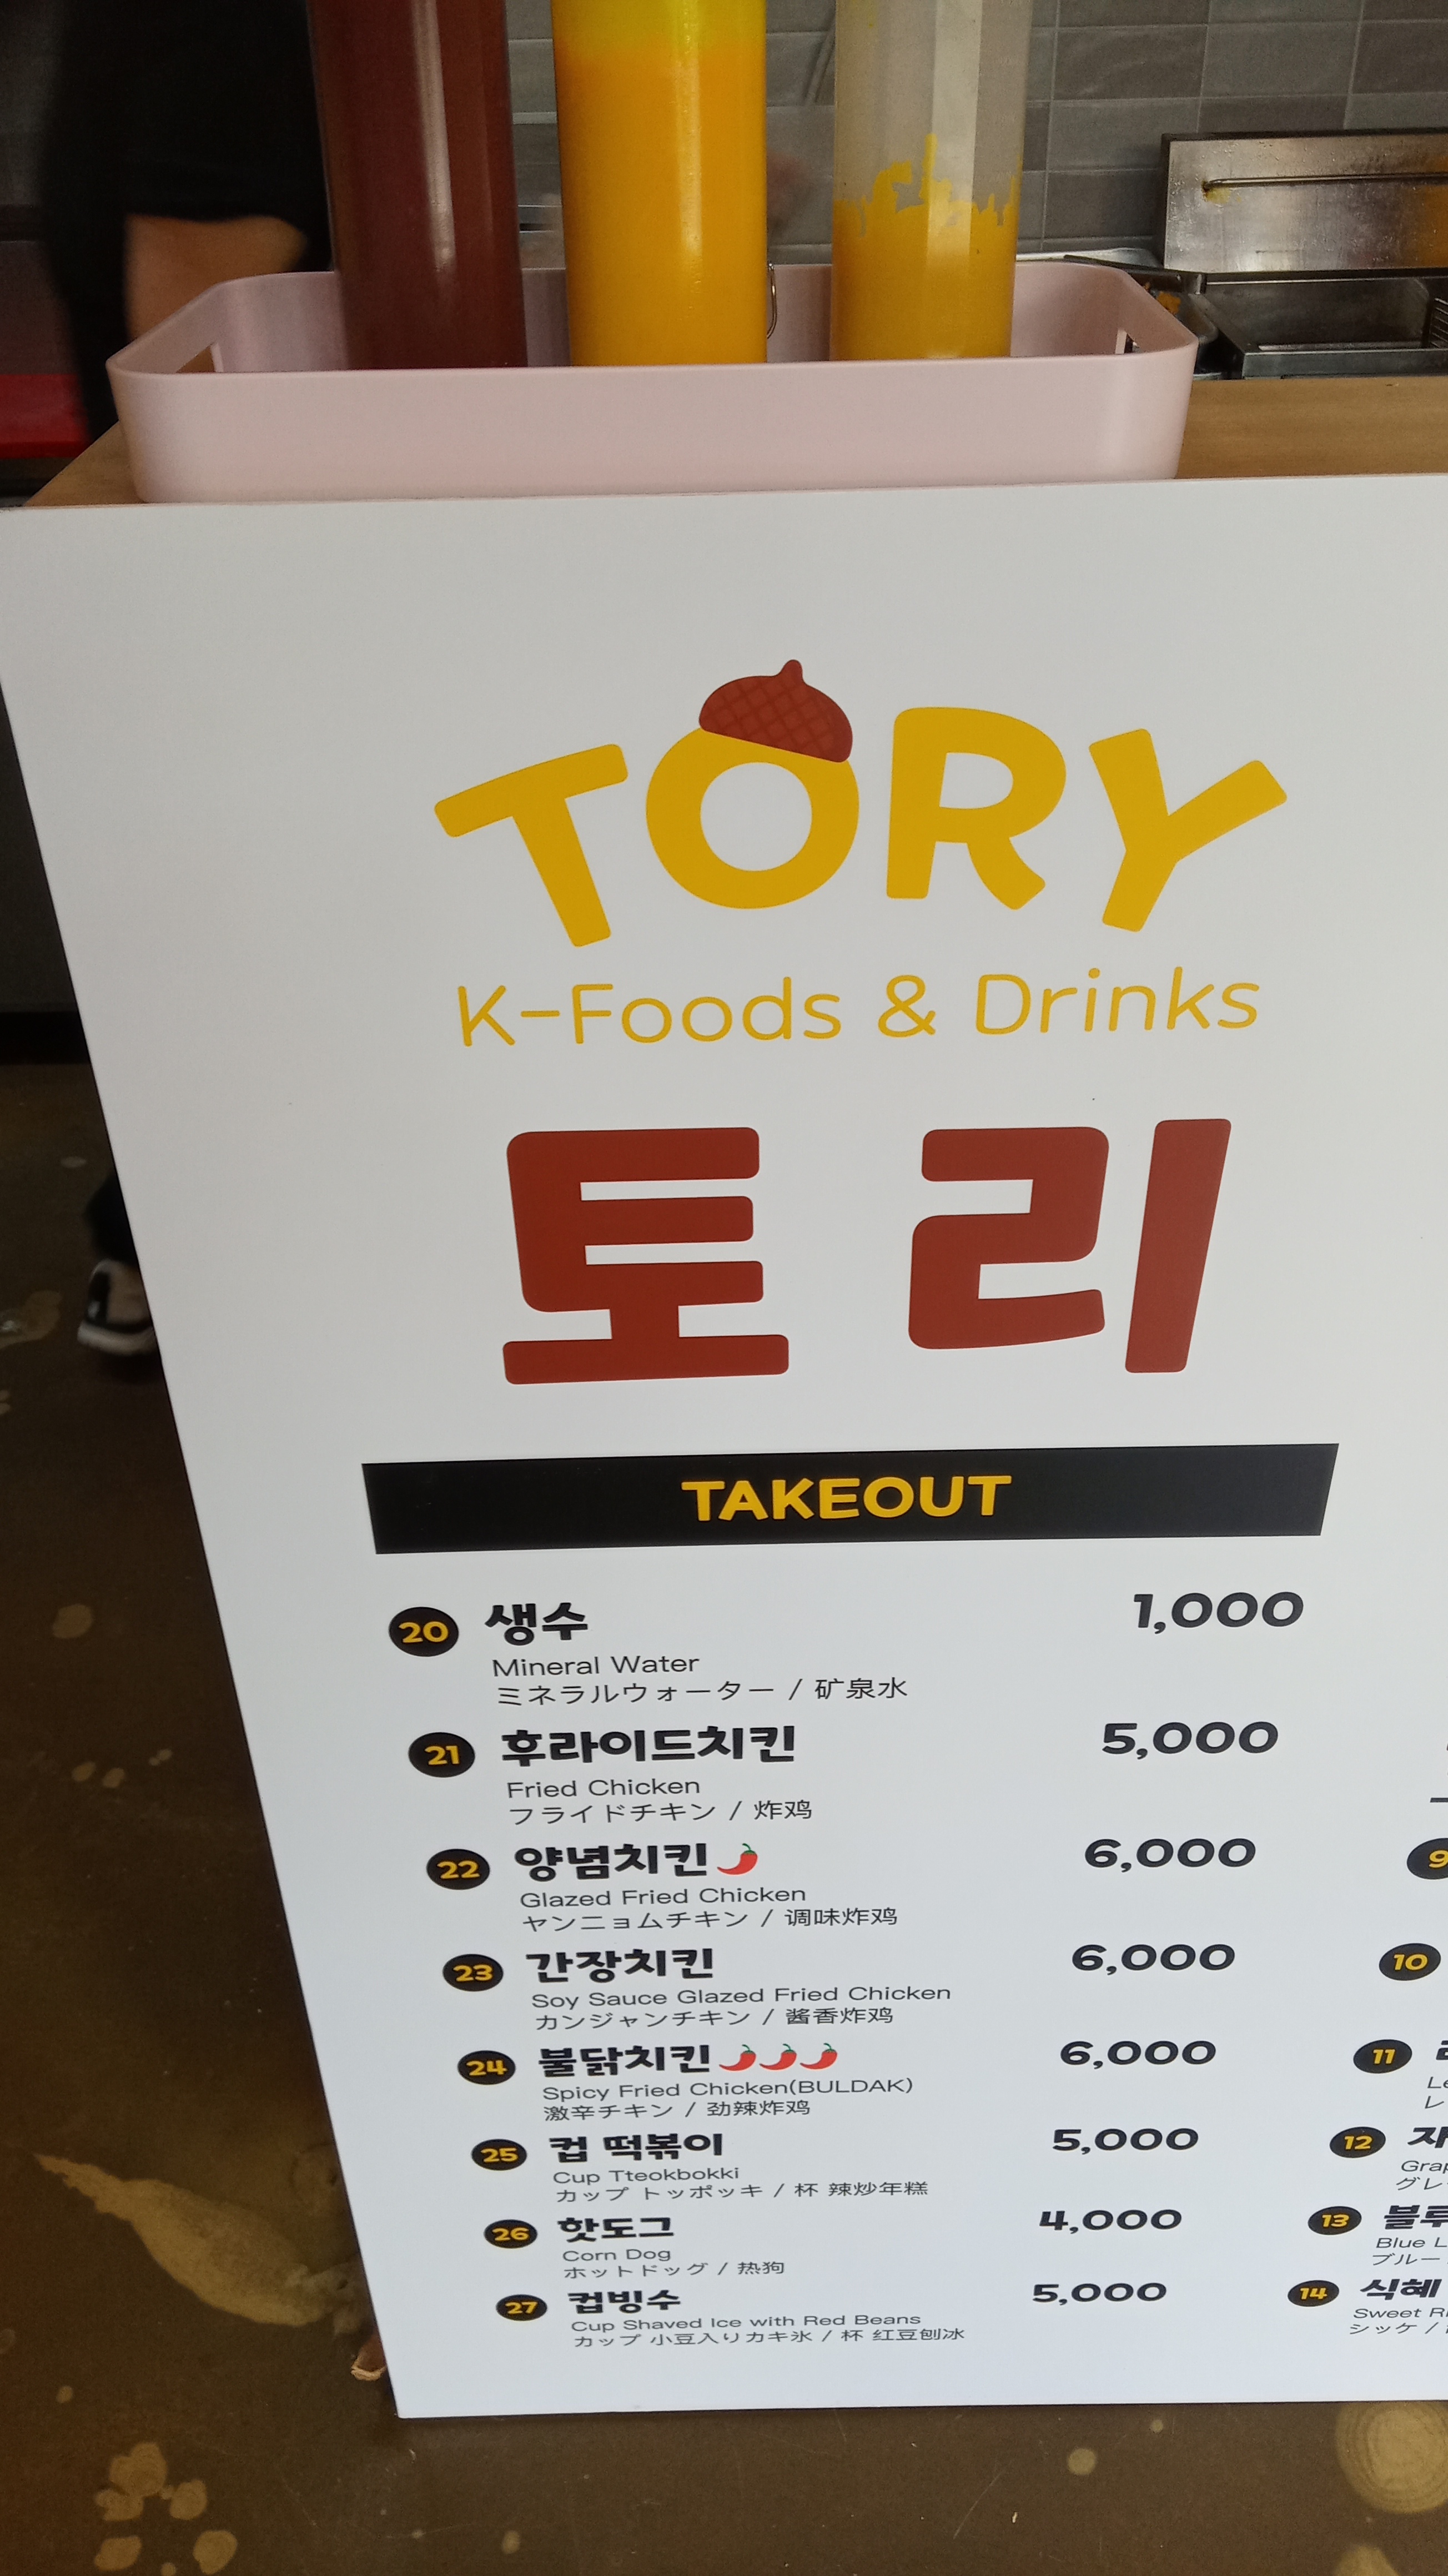 TORY
K-Foods & Drinks
토리
TAKEOUT
20 생수 1,000
Mineral Water
ミネラルウォーター / 矿泉水
21 후라이드치킨 5,000
Fried Chicken
フライドチキン / 炸鸡
22 양념치킨 6,000
Glazed Fried Chicken
ヤンニョムチキン / 调味炸鸡
23 간장치킨 6,000
Soy Sauce Glazed Fried Chicken
カンジャンチキン / 酱香炸鸡
24 불닭치킨 6,000
Spicy Fried Chicken(BULDAK)
激辛チキン / 劲辣炸鸡
25 컵 떡볶이 5,000
Cup Tteokbokki
カップ トッポッキ / 杯 辣炒年糕
26 핫도그 4,000
Corn Dog
ホットドッグ / 热狗
27 컵빙수 5,000
Cup Shaved Ice with Red Beans
カップ 小豆入りカキ氷 / 杯 红豆刨冰
9
10
11
12
13
Blue
ブルー
14 식혜
Sweet
シッケ /